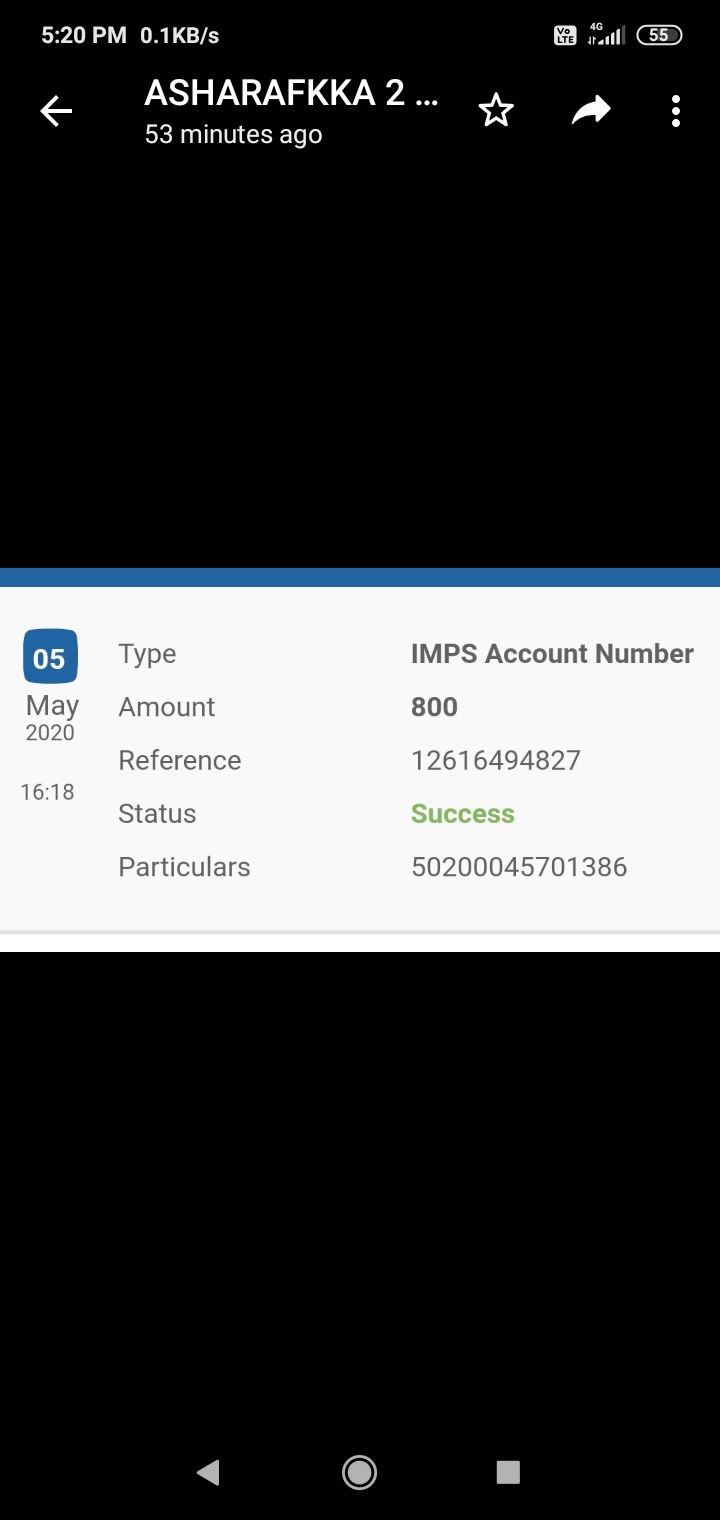 5:20 PM 0.1KB/s Vo LTE 4G 55
ASHARAFKKA 2 ...
53 minutes ago
05 Type IMPS Account Number
May Amount 800
2020 Reference 12616494827
16:18 Status Success
Particulars 50200045701386